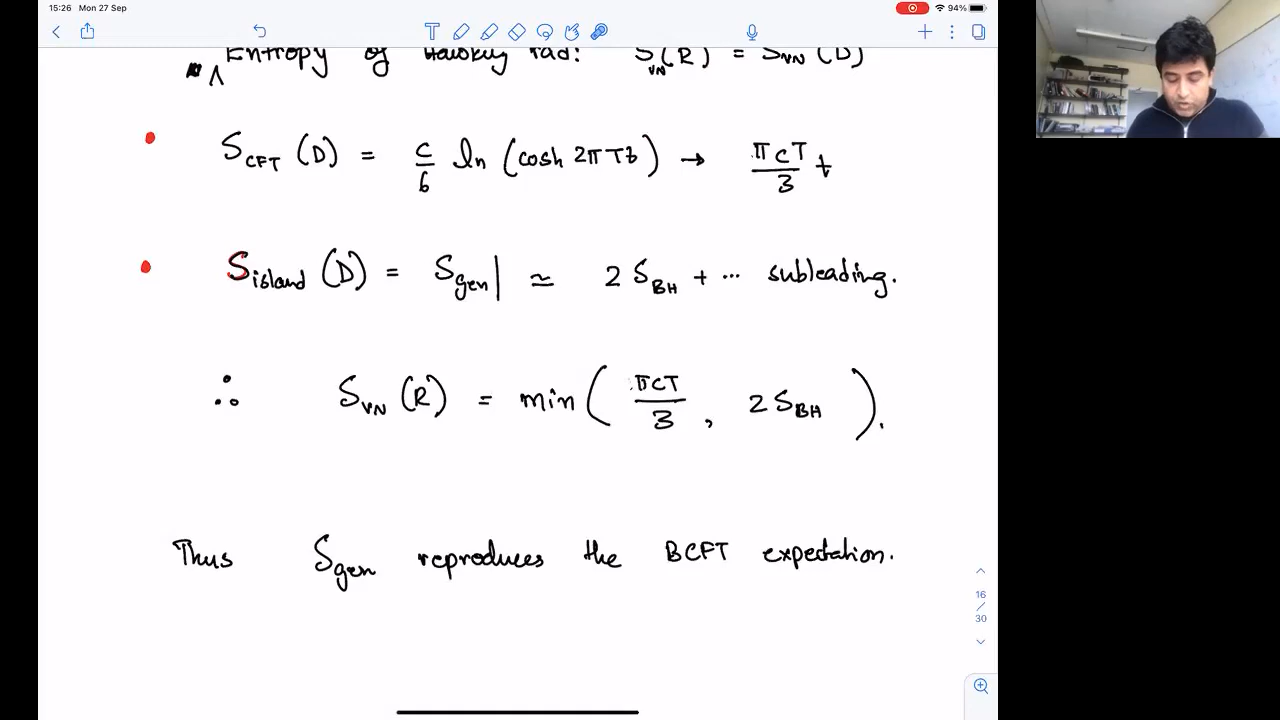 15:26 Mon 27 Sep
94%
Entropy of Hawking rad: S_VN(R) = S_VN(D)
S_CFT (D) = c/6 ln (cosh 2πTt) → πcT/3 t
S_island (D) = S_gen| ≃ 2 S_BH + ... subleading.
∴ S_VN (R) = min ( πcT/3 , 2 S_BH ).
Thus S_gen reproduces the BCFT expectation.
16
/
30